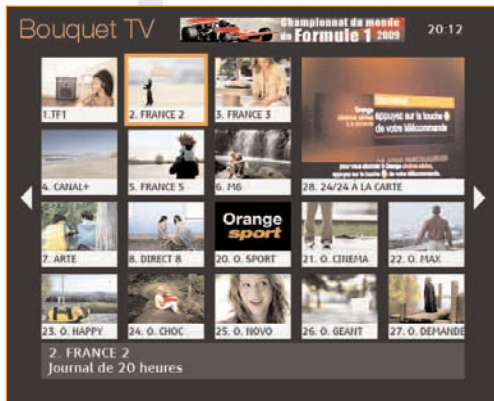 Bouquet TV
Championnat du monde
de Formule 1 2009
20:12
1.TF1
2. FRANCE 2
3. FRANCE 3
Orange
appuyez sur la touche
de votre télécommande
4. CANAL+
5. FRANCE 5
6. M6
28. 24/24 À LA CARTE
7. ARTE
8. DIRECT 8
Orange
sport
20. O. SPORT
21. O. CINEMA
22. O. MAX
23. O. HAPPY
24. O. CHOC
25. O. NOVO
26. O. GEANT
27. O. DEMANDE
2. FRANCE 2
Journal de 20 heures